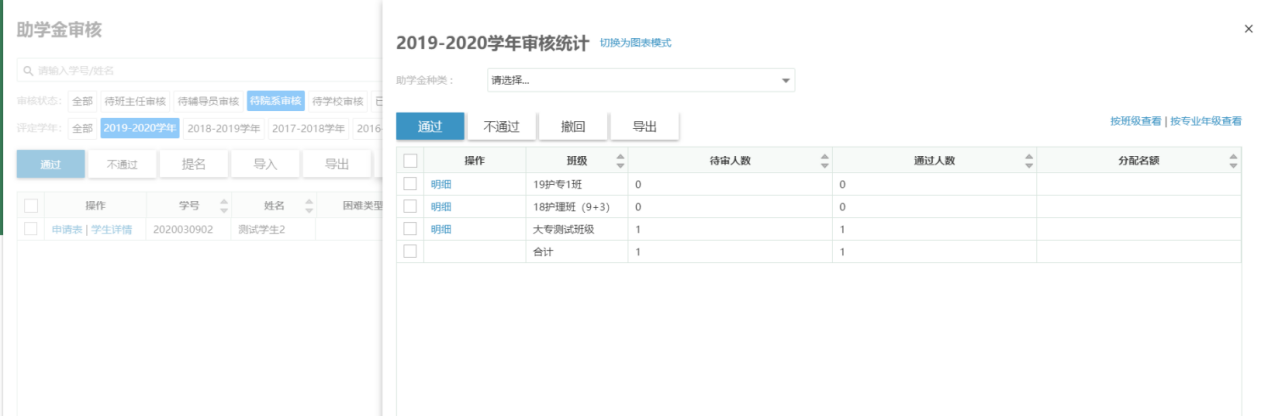 助学金审核
请输入学号/姓名
审核状态: 全部 待班主任审核 待辅导员审核 待院系审核 待学校审核
评定学年: 全部 2019-2020学年 2018-2019学年 2017-2018学年 2016-
通过 不通过 提名 导入 导出
操作 学号 姓名 困难类型
申请表 | 学生详情 2020030902 测试学生2
2019-2020学年审核统计 切换为图表模式
助学金种类: 请选择...
通过 不通过 撤回 导出
按班级查看 | 按专业年级查看
操作 班级 待审人数 通过人数 分配名额
明细 19护专1班 0 0
明细 18护理班 (9+3) 0 0
明细 大专测试班级 1 1
合计 1 1